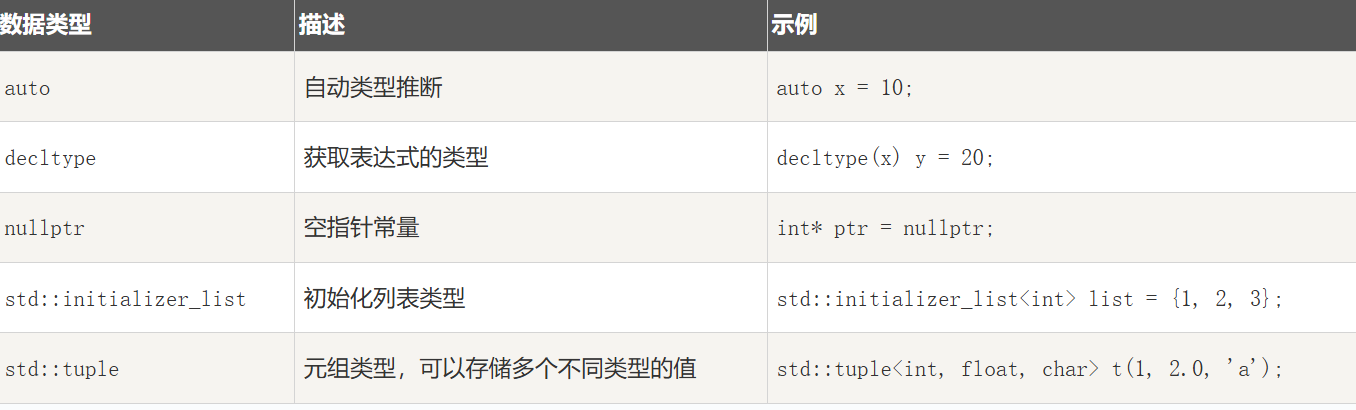 数据类型 描述 示例
auto 自动类型推断 auto x = 10;
decltype 获取表达式的类型 decltype(x) y = 20;
nullptr 空指针常量 int* ptr = nullptr;
std::initializer_list 初始化列表类型 std::initializer_list<int> list = {1, 2, 3};
std::tuple 元组类型，可以存储多个不同类型的值 std::tuple<int, float, char> t(1, 2.0, 'a');